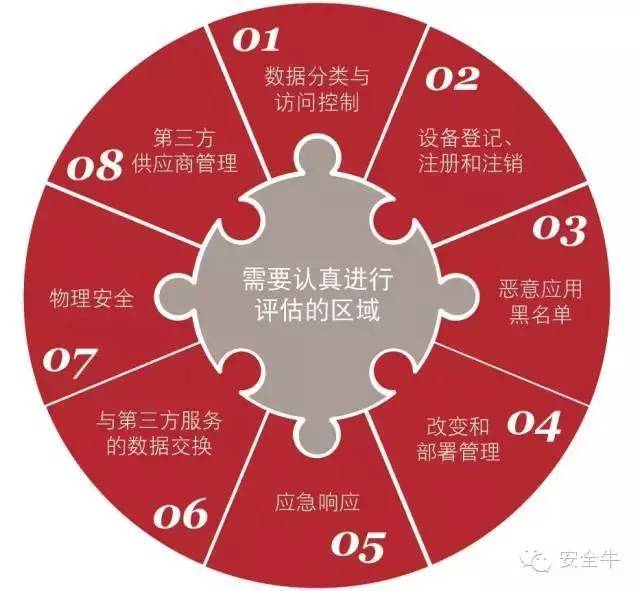 01
数据分类与
访问控制
02
设备登记、
注册和注销
03
恶意应用
黑名单
04
改变和
部署管理
05
应急响应
06
与第三方服务
的数据交换
07
物理安全
08
第三方
供应商管理
需要认真进行
评估的区域
安全牛